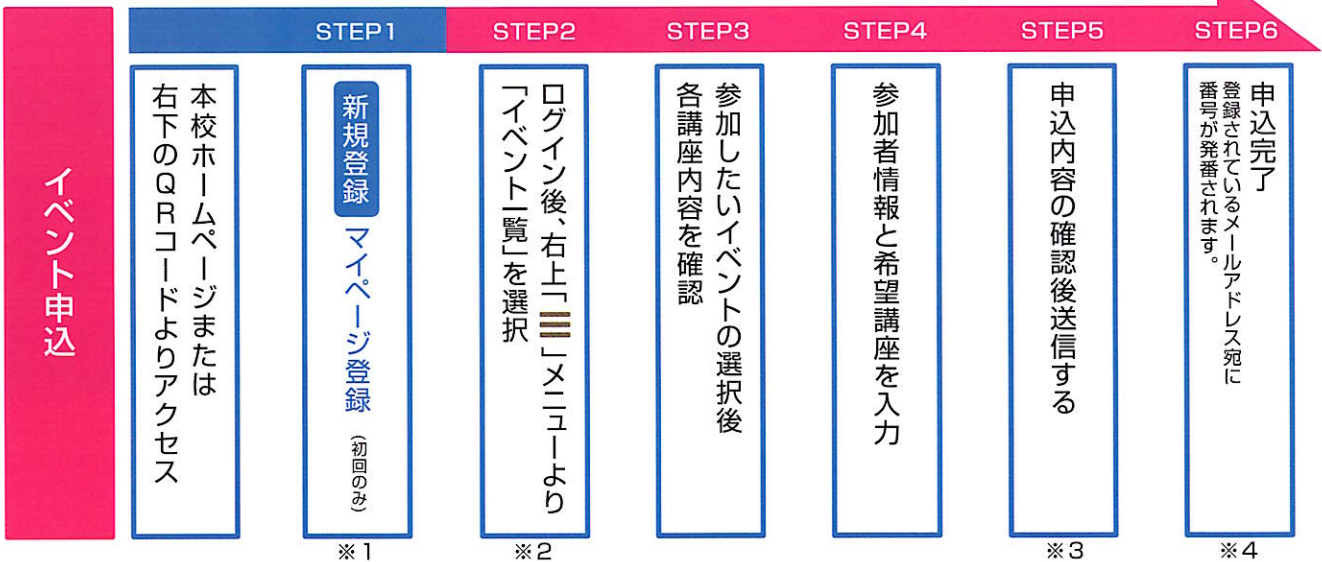 イベント申込
STEP1
STEP2
STEP3
STEP4
STEP5
STEP6
本校ホームページまたは
右下のQRコードよりアクセス
新規登録 マイページ登録 (初回のみ)
※1
ログイン後、右上「 」メニューより
「イベント一覧」を選択
※2
参加したいイベントの選択後
各講座内容を確認
参加者情報と希望講座を入力
申込内容の確認後送信する
※3
申込完了
登録されているメールアドレス宛に
番号が発番されます。
※4